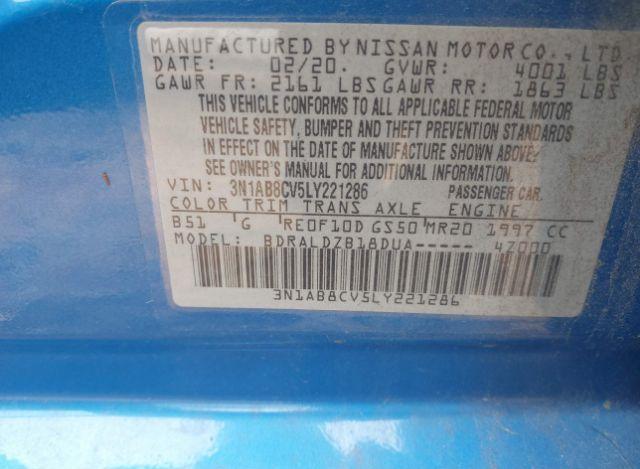 MANUFACTURED BY NISSAN MOTOR CO., LTD.
DATE: 02/20. GVWR: 4001 LBS
GAWR FR: 2161 LBS GAWR RR: 1863 LBS
THIS VEHICLE CONFORMS TO ALL APPLICABLE FEDERAL MOTOR
VEHICLE SAFETY, BUMPER AND THEFT PREVENTION STANDARDS
IN EFFECT ON THE DATE OF MANUFACTURE SHOWN ABOVE.
SEE OWNER'S MANUAL FOR ADDITIONAL INFORMATION.
VIN: 3N1AB8CV5LY221286 PASSENGER CAR.
COLOR TRIM TRANS AXLE ENGINE
B51 G RE0F10D GS50 MR20 1997 CC
MODEL: BDRALDZB18DUA----- 4Z000
3N1AB8CV5LY221286